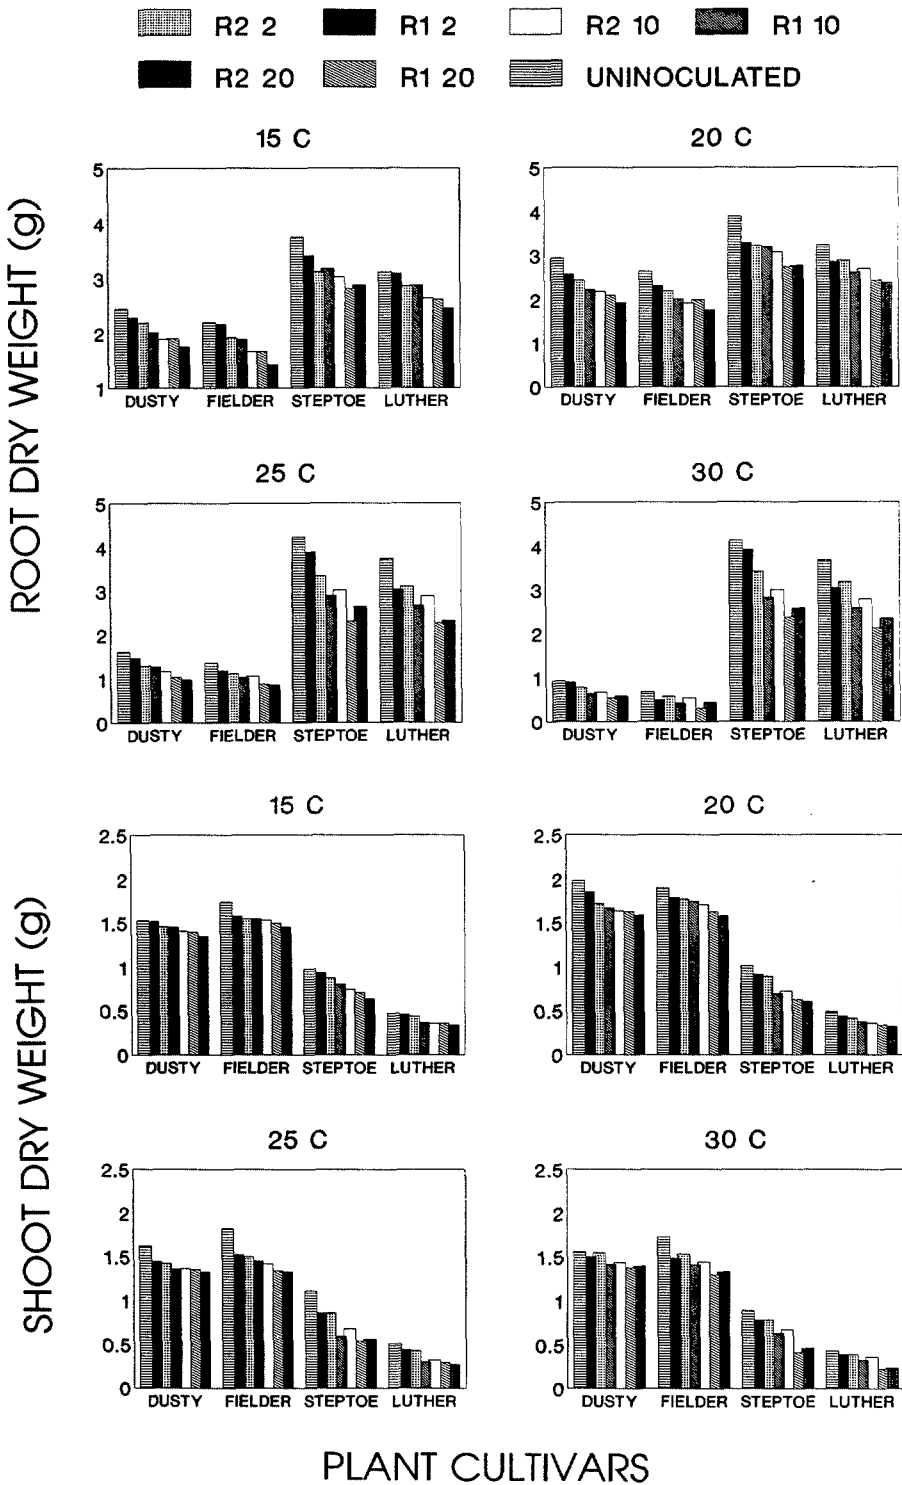 R2 2 R1 2 R2 10 R1 10
R2 20 R1 20 UNINOCULATED
ROOT DRY WEIGHT (g)
15 C
5
4
3
2
1
DUSTY FIELDER STEPTOE LUTHER
20 C
5
4
3
2
1
0
DUSTY FIELDER STEPTOE LUTHER
25 C
5
4
3
2
1
0
DUSTY FIELDER STEPTOE LUTHER
30 C
5
4
3
2
1
0
DUSTY FIELDER STEPTOE LUTHER
SHOOT DRY WEIGHT (g)
15 C
2.5
2
1.5
1
0.5
0
DUSTY FIELDER STEPTOE LUTHER
20 C
2.5
2
1.5
1
0.5
0
DUSTY FIELDER STEPTOE LUTHER
25 C
2.5
2
1.5
1
0.5
0
DUSTY FIELDER STEPTOE LUTHER
30 C
2.5
2
1.5
1
0.5
0
DUSTY FIELDER STEPTOE LUTHER
PLANT CULTIVARS